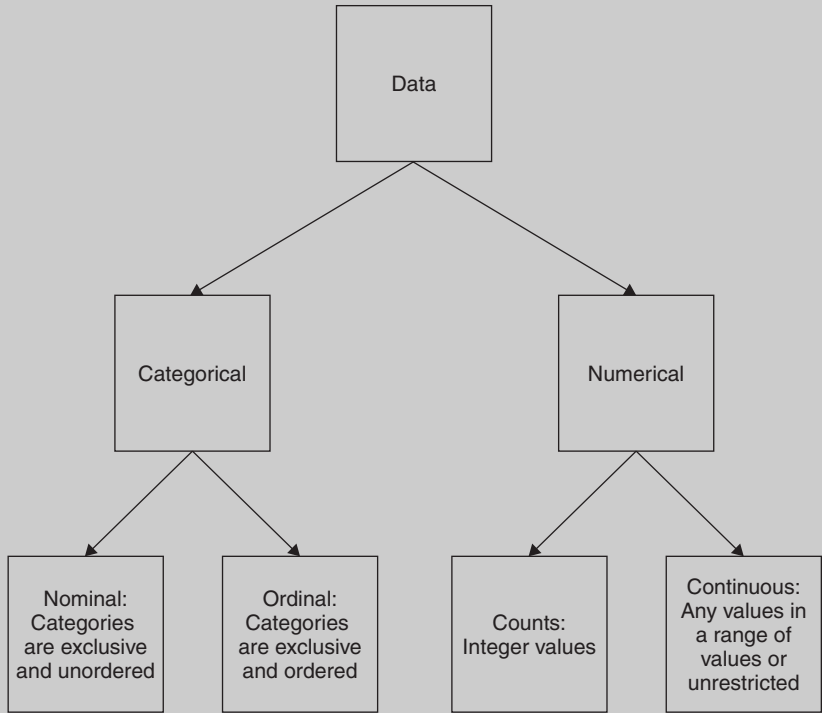 Data
Categorical
Numerical
Nominal:
Categories
are exclusive
and unordered
Ordinal:
Categories
are exclusive
and ordered
Counts:
Integer values
Continuous:
Any values in
a range of
values or
unrestricted